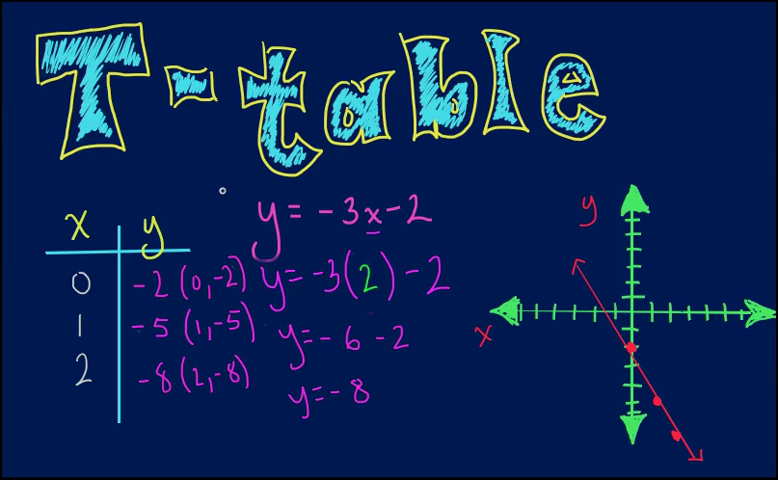 T-table
x y
y = -3x - 2
0 -2 (0, -2)
y = -3(2) - 2
1 -5 (1, -5)
y = -6 - 2
2 -8 (2, -8)
y = -8
y
x